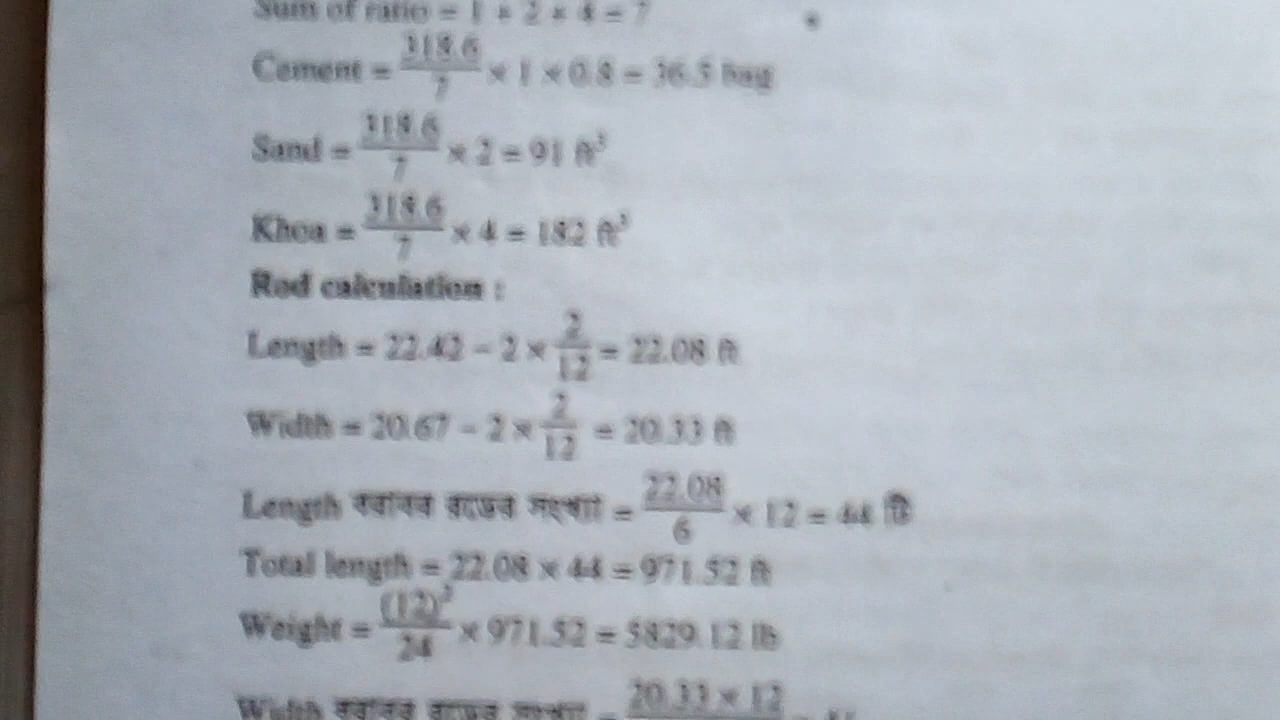 Sum of ratio = 1 + 2 + 4 = 7
Cement = 318.6/7 × 1 × 0.8 = 36.5 bag
Sand = 318.6/7 × 2 = 91 ft³
Khoa = 318.6/7 × 4 = 182 ft³
Rod calculation :
Length = 22.42 – 2 × 2/12 = 22.08 ft
Width = 20.67 – 2 × 2/12 = 20.33 ft
Length বরাবর রডের সংখ্যা = 22.08/6 × 12 = 44 টি
Total length = 22.08 × 44 = 971.52 ft
Weight = (12)²/24 × 971.52 = 5829.12 lb
Width বরাবর রডের সংখ্যা = 20.33 × 12